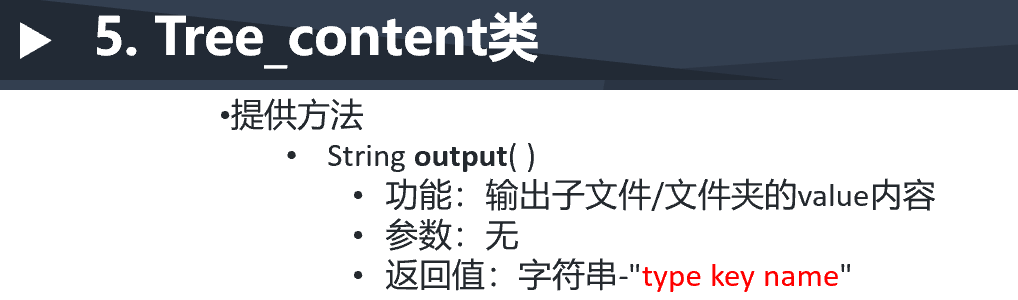 5. Tree_content类
•提供方法
• String output( )
• 功能：输出子文件/文件夹的value内容
• 参数：无
• 返回值：字符串-"type key name"